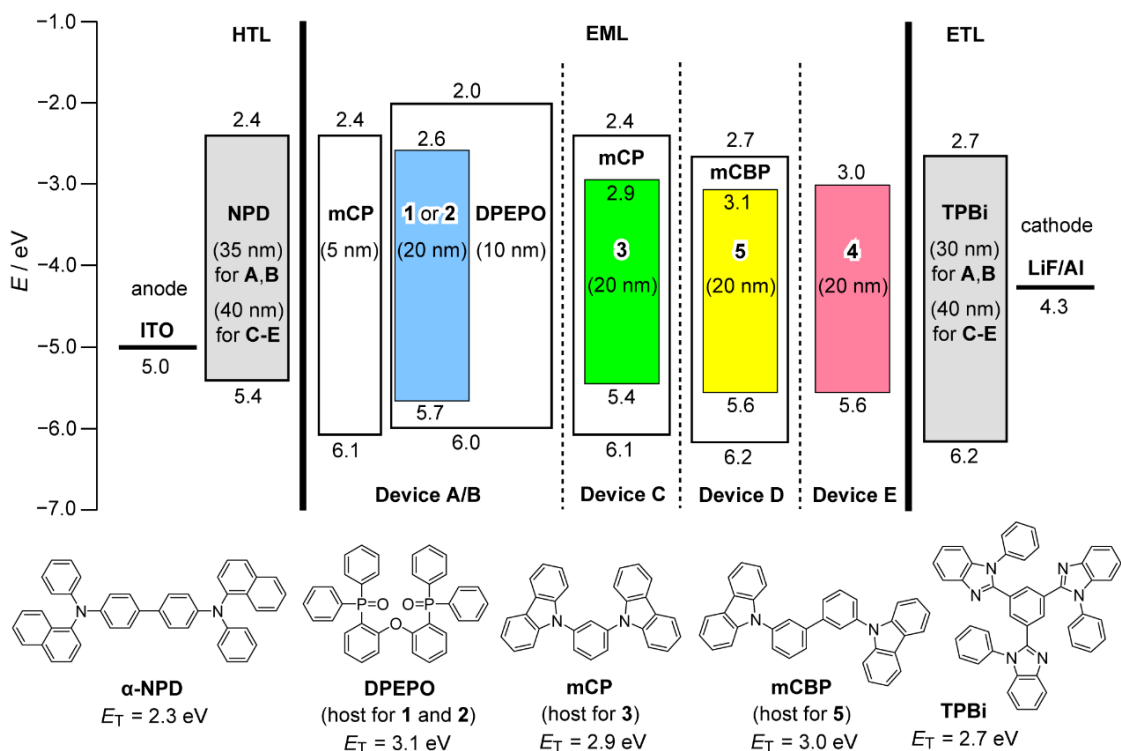 HTL
EML
ETL
E / eV
−1.0
−2.0
−3.0
−4.0
−5.0
−6.0
−7.0
anode
ITO
5.0
2.4
NPD
(35 nm)
for A,B
(40 nm)
for C-E
5.4
2.4
mCP
(5 nm)
6.1
2.0
2.6
1 or 2
(20 nm)
5.7
DPEPO
(10 nm)
6.0
Device A/B
2.4
mCP
2.9
3
(20 nm)
5.4
6.1
Device C
2.7
mCBP
3.1
5
(20 nm)
5.6
6.2
Device D
3.0
4
(20 nm)
5.6
Device E
2.7
TPBi
(30 nm)
for A,B
(40 nm)
for C-E
6.2
cathode
LiF/Al
4.3
N
N
α-NPD
ET = 2.3 eV
P=O
O=P
O
DPEPO
(host for 1 and 2)
ET = 3.1 eV
N
N
mCP
(host for 3)
ET = 2.9 eV
N
N
mCBP
(host for 5)
ET = 3.0 eV
N
N
N
N
N
N
TPBi
ET = 2.7 eV